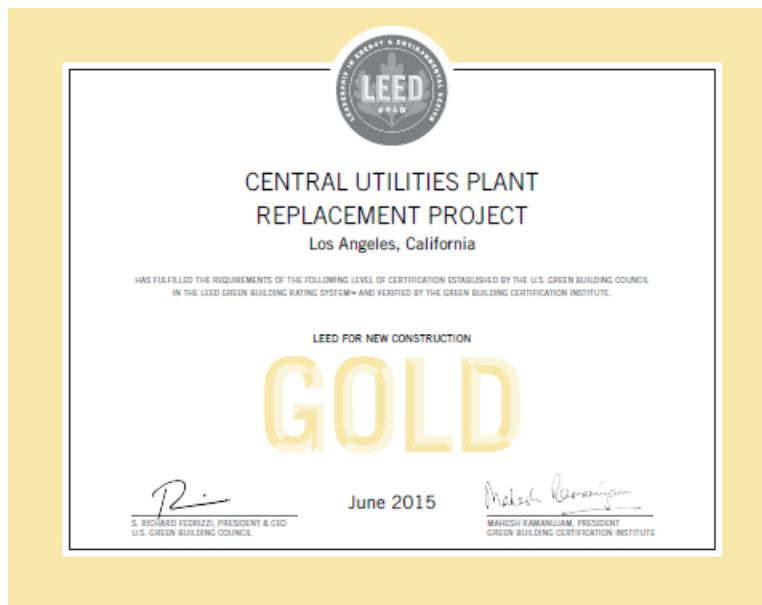 LEADERSHIP IN ENERGY & ENVIRONMENTAL DESIGN
LEED
GOLD
CENTRAL UTILITIES PLANT
REPLACEMENT PROJECT
Los Angeles, California
HAS FULFILLED THE REQUIREMENTS OF THE FOLLOWING LEVEL OF CERTIFICATION ESTABLISHED BY THE U.S. GREEN BUILDING COUNCIL
IN THE LEED GREEN BUILDING RATING SYSTEM™ AND VERIFIED BY THE GREEN BUILDING CERTIFICATION INSTITUTE.
LEED FOR NEW CONSTRUCTION
GOLD
June 2015
Mahesh Ramanujam
S. RICHARD FEDRIZZI, PRESIDENT & CEO
U.S. GREEN BUILDING COUNCIL
MAHESH RAMANUJAM, PRESIDENT
GREEN BUILDING CERTIFICATION INSTITUTE